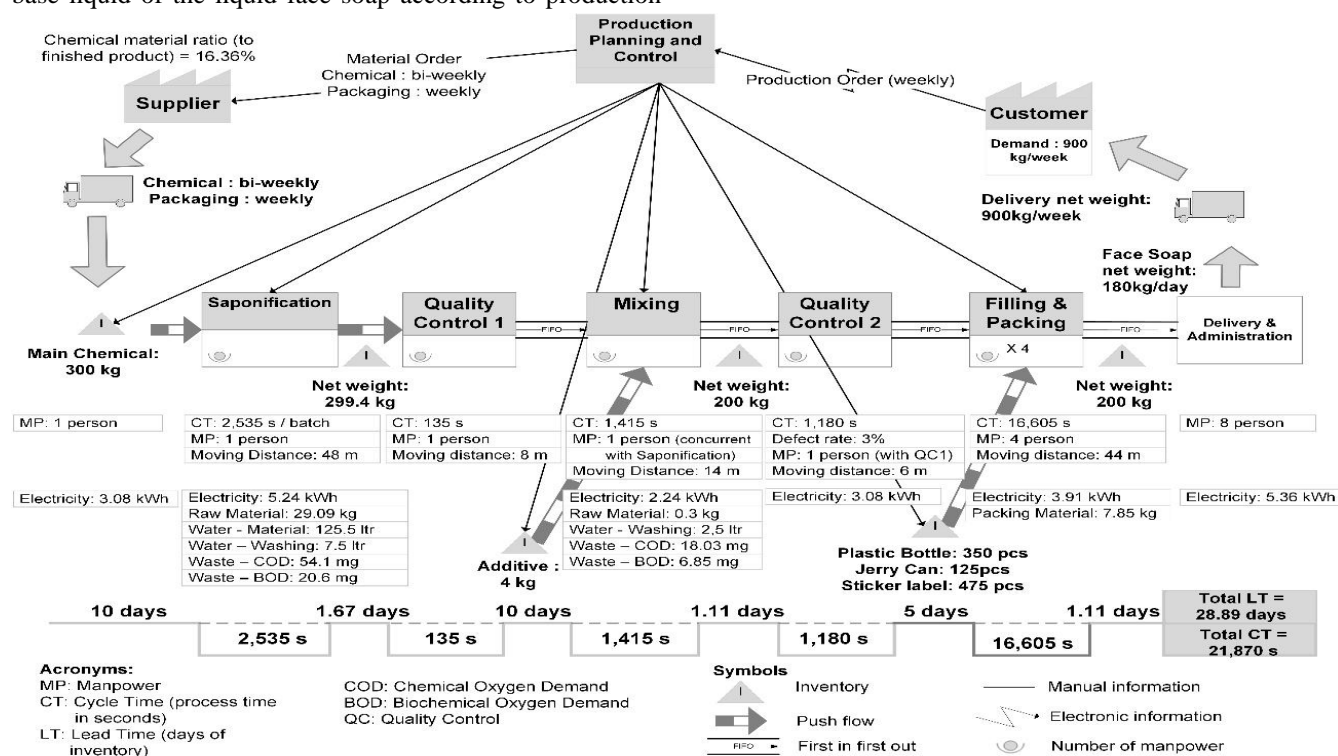 base liquid of the liquid face soap according to production
Chemical material ratio (to
finished product) = 16.36%
Material Order
Chemical : bi-weekly
Packaging : weekly
Production
Planning and
Control
Production Order (weekly)
Supplier
Customer
Demand : 900
kg/week
Chemical : bi-weekly
Packaging : weekly
Delivery net weight:
900kg/week
Face Soap
net weight:
180kg/day
I
Main Chemical:
300 kg
Saponification
I
Net weight:
299.4 kg
Quality
Control 1
FIFO
Mixing
FIFO
I
Net weight:
200 kg
Quality
Control 2
FIFO
Filling &
Packing
X 4
FIFO
I
Net weight:
200 kg
Delivery &
Administration
MP: 1 person
CT: 2,535 s / batch
MP: 1 person
Moving Distance: 48 m
CT: 135 s
MP: 1 person
Moving distance: 8 m
CT: 1,415 s
MP: 1 person (concurrent
with Saponification)
Moving Distance: 14 m
CT: 1,180 s
Defect rate: 3%
MP: 1 person (with QC1)
Moving distance: 6 m
CT: 16,605 s
MP: 4 person
Moving distance: 44 m
MP: 8 person
Electricity: 3.08 kWh
Electricity: 5.24 kWh
Raw Material: 29.09 kg
Water - Material: 125.5 ltr
Water – Washing: 7.5 ltr
Waste – COD: 54.1 mg
Waste – BOD: 20.6 mg
I
Additive :
4 kg
Electricity: 2.24 kWh
Raw Material: 0.3 kg
Water - Washing: 2,5 ltr
Waste – COD: 18.03 mg
Waste – BOD: 6.85 mg
Electricity: 3.08 kWh
I
Plastic Bottle: 350 pcs
Jerry Can: 125pcs
Sticker label: 475 pcs
Electricity: 3.91 kWh
Packing Material: 7.85 kg
Electricity: 5.36 kWh
10 days
2,535 s
1.67 days
135 s
10 days
1,415 s
1.11 days
1,180 s
5 days
16,605 s
1.11 days
Total LT =
28.89 days
Total CT =
21,870 s
Acronyms:
MP: Manpower
CT: Cycle Time (process time
in seconds)
LT: Lead Time (days of
inventory)
COD: Chemical Oxygen Demand
BOD: Biochemical Oxygen Demand
QC: Quality Control
Symbols
I
Inventory
Push flow
FIFO
First in first out
Manual information
Electronic information
Number of manpower